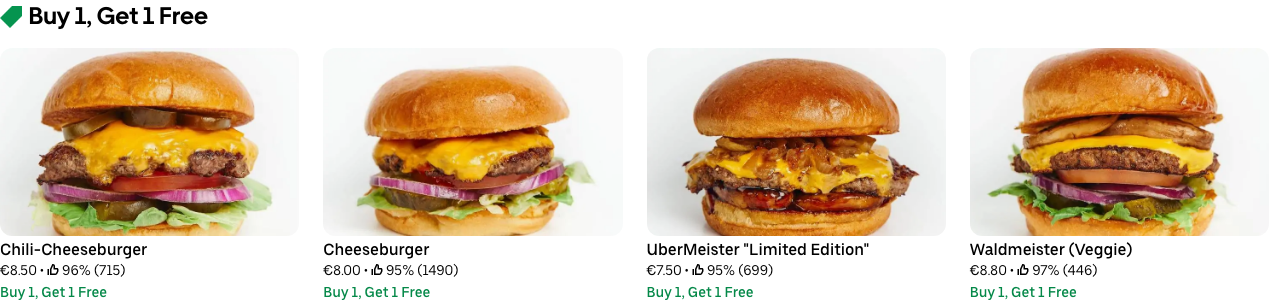 Buy 1, Get 1 Free
Chili-Cheeseburger
€8.50 • 96% (715)
Buy 1, Get 1 Free
Cheeseburger
€8.00 • 95% (1490)
Buy 1, Get 1 Free
UberMeister "Limited Edition"
€7.50 • 95% (699)
Buy 1, Get 1 Free
Waldmeister (Veggie)
€8.80 • 97% (446)
Buy 1, Get 1 Free